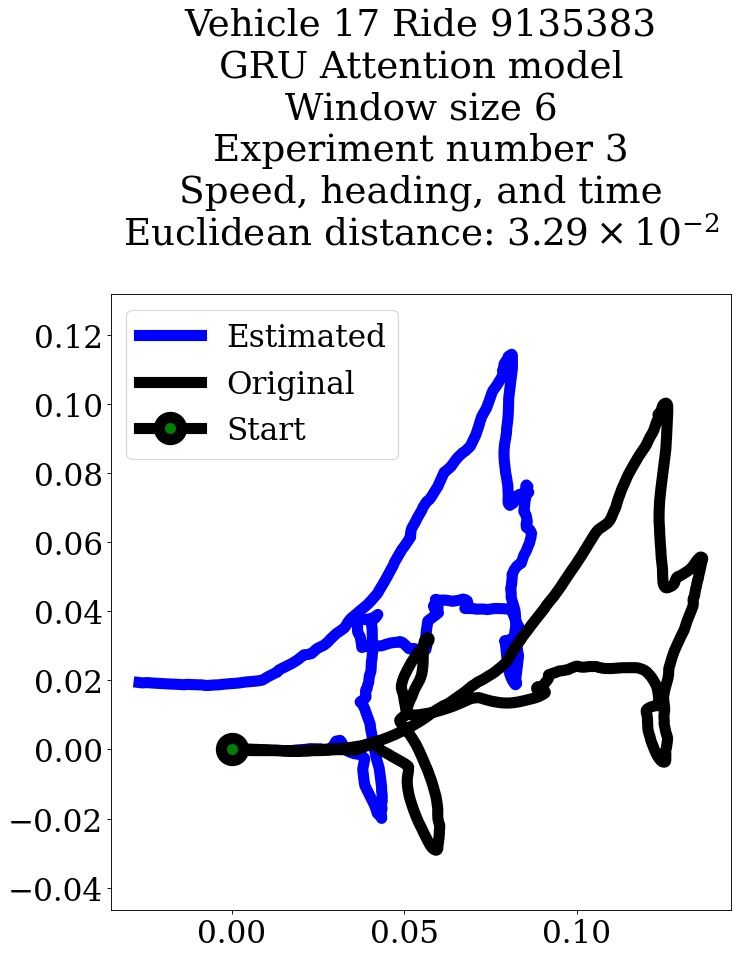 Vehicle 17 Ride 9135383
GRU Attention model
Window size 6
Experiment number 3
Speed, heading, and time
Euclidean distance: 3.29 × 10⁻²
Estimated
Original
Start
0.12
0.10
0.08
0.06
0.04
0.02
0.00
−0.02
−0.04
0.00 0.05 0.10